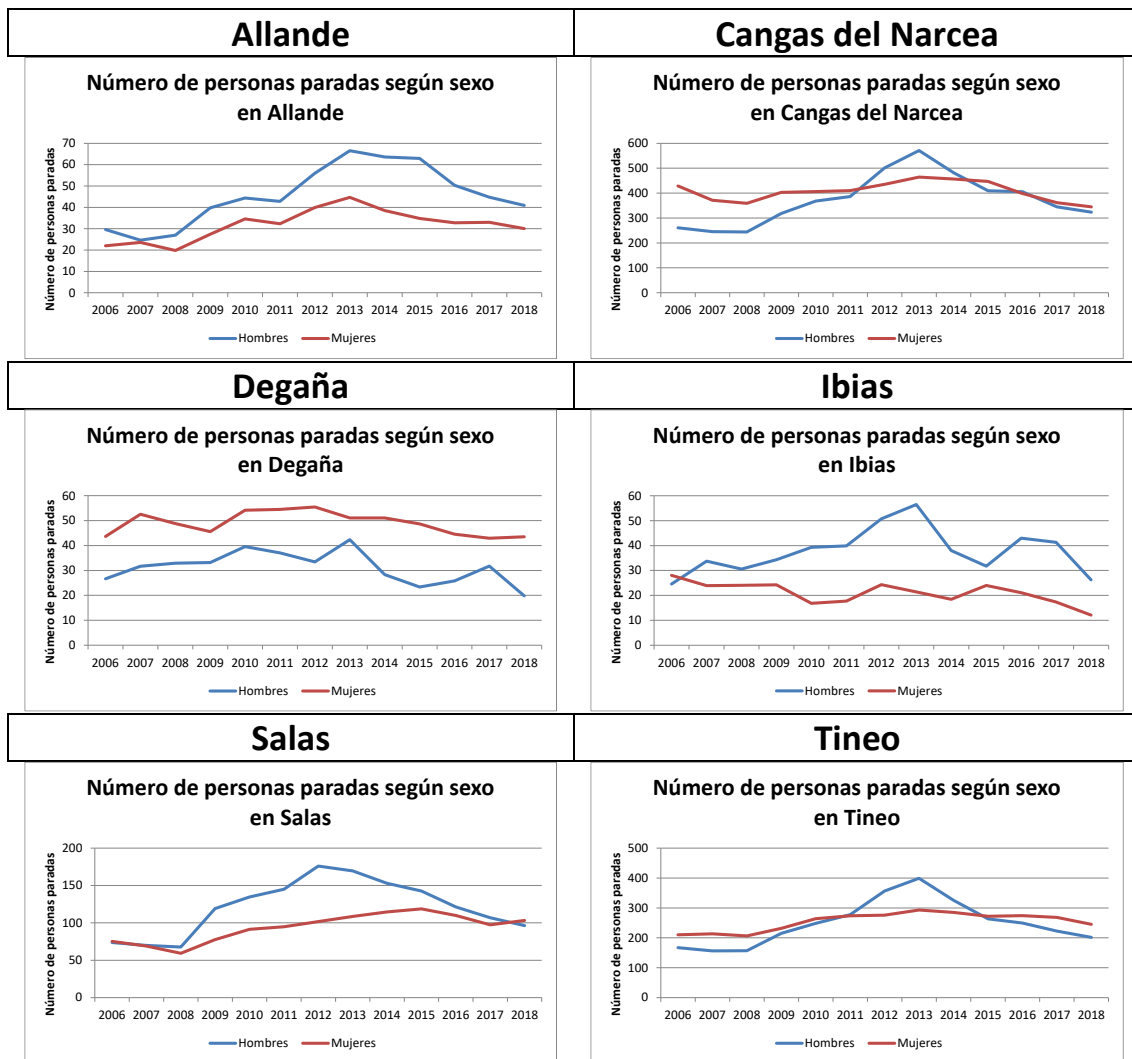 Allande
Cangas del Narcea
Número de personas paradas según sexo
en Allande
Número de personas paradas
70
60
50
40
30
20
10
0
2006 2007 2008 2009 2010 2011 2012 2013 2014 2015 2016 2017 2018
Hombres Mujeres
Número de personas paradas según sexo
en Cangas del Narcea
Número de personas paradas
600
500
400
300
200
100
0
2006 2007 2008 2009 2010 2011 2012 2013 2014 2015 2016 2017 2018
Hombres Mujeres
Degaña
Ibias
Número de personas paradas según sexo
en Degaña
Número de personas paradas
60
50
40
30
20
10
0
2006 2007 2008 2009 2010 2011 2012 2013 2014 2015 2016 2017 2018
Hombres Mujeres
Número de personas paradas según sexo
en Ibias
Número de personas paradas
60
50
40
30
20
10
0
2006 2007 2008 2009 2010 2011 2012 2013 2014 2015 2016 2017 2018
Hombres Mujeres
Salas
Tineo
Número de personas paradas según sexo
en Salas
Número de personas paradas
200
150
100
50
0
2006 2007 2008 2009 2010 2011 2012 2013 2014 2015 2016 2017 2018
Hombres Mujeres
Número de personas paradas según sexo
en Tineo
Número de personas paradas
500
400
300
200
100
0
2006 2007 2008 2009 2010 2011 2012 2013 2014 2015 2016 2017 2018
Hombres Mujeres